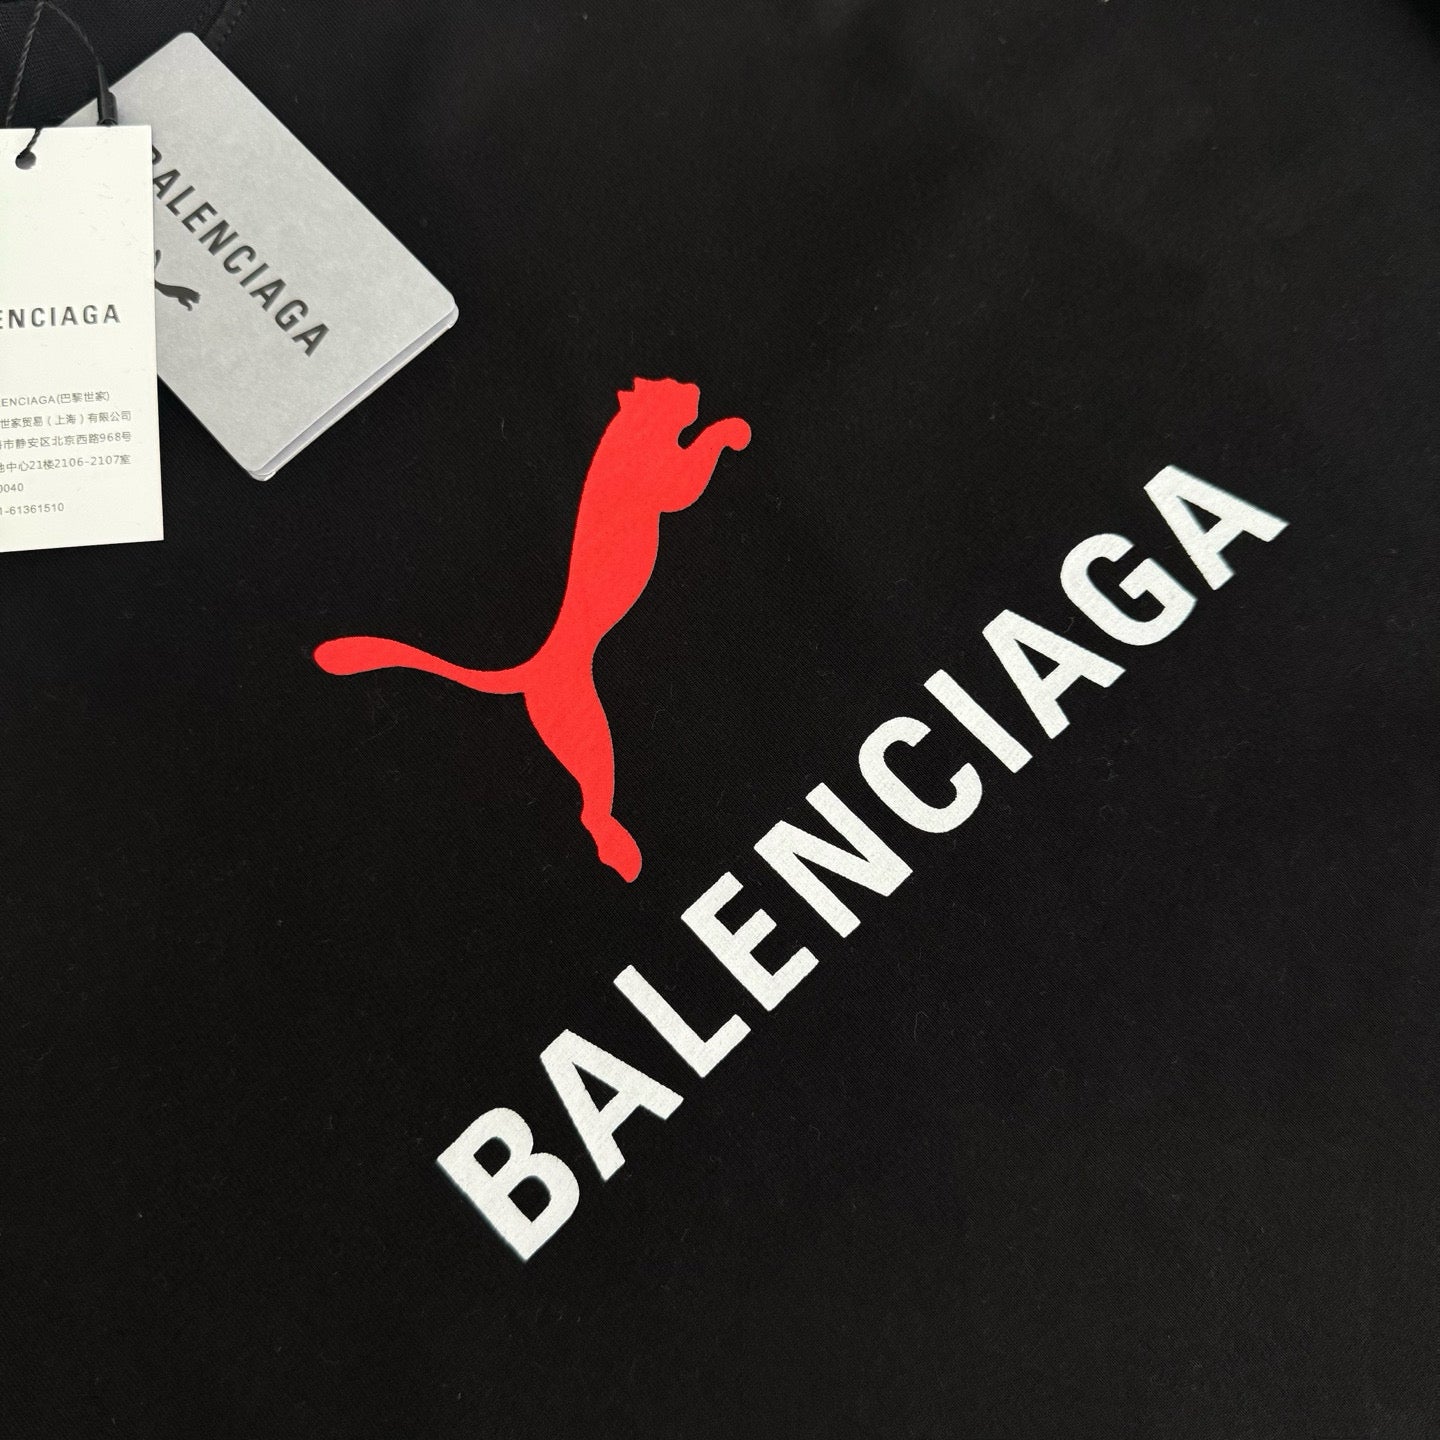 BALENCIAGA
ENCIAGA
LENCIAGA(巴黎世家)
世家贸易（上海）有限公司
市静安区北京西路968号
地中心21楼2106-2107室
0040
1-61361510
BALENCIAGA